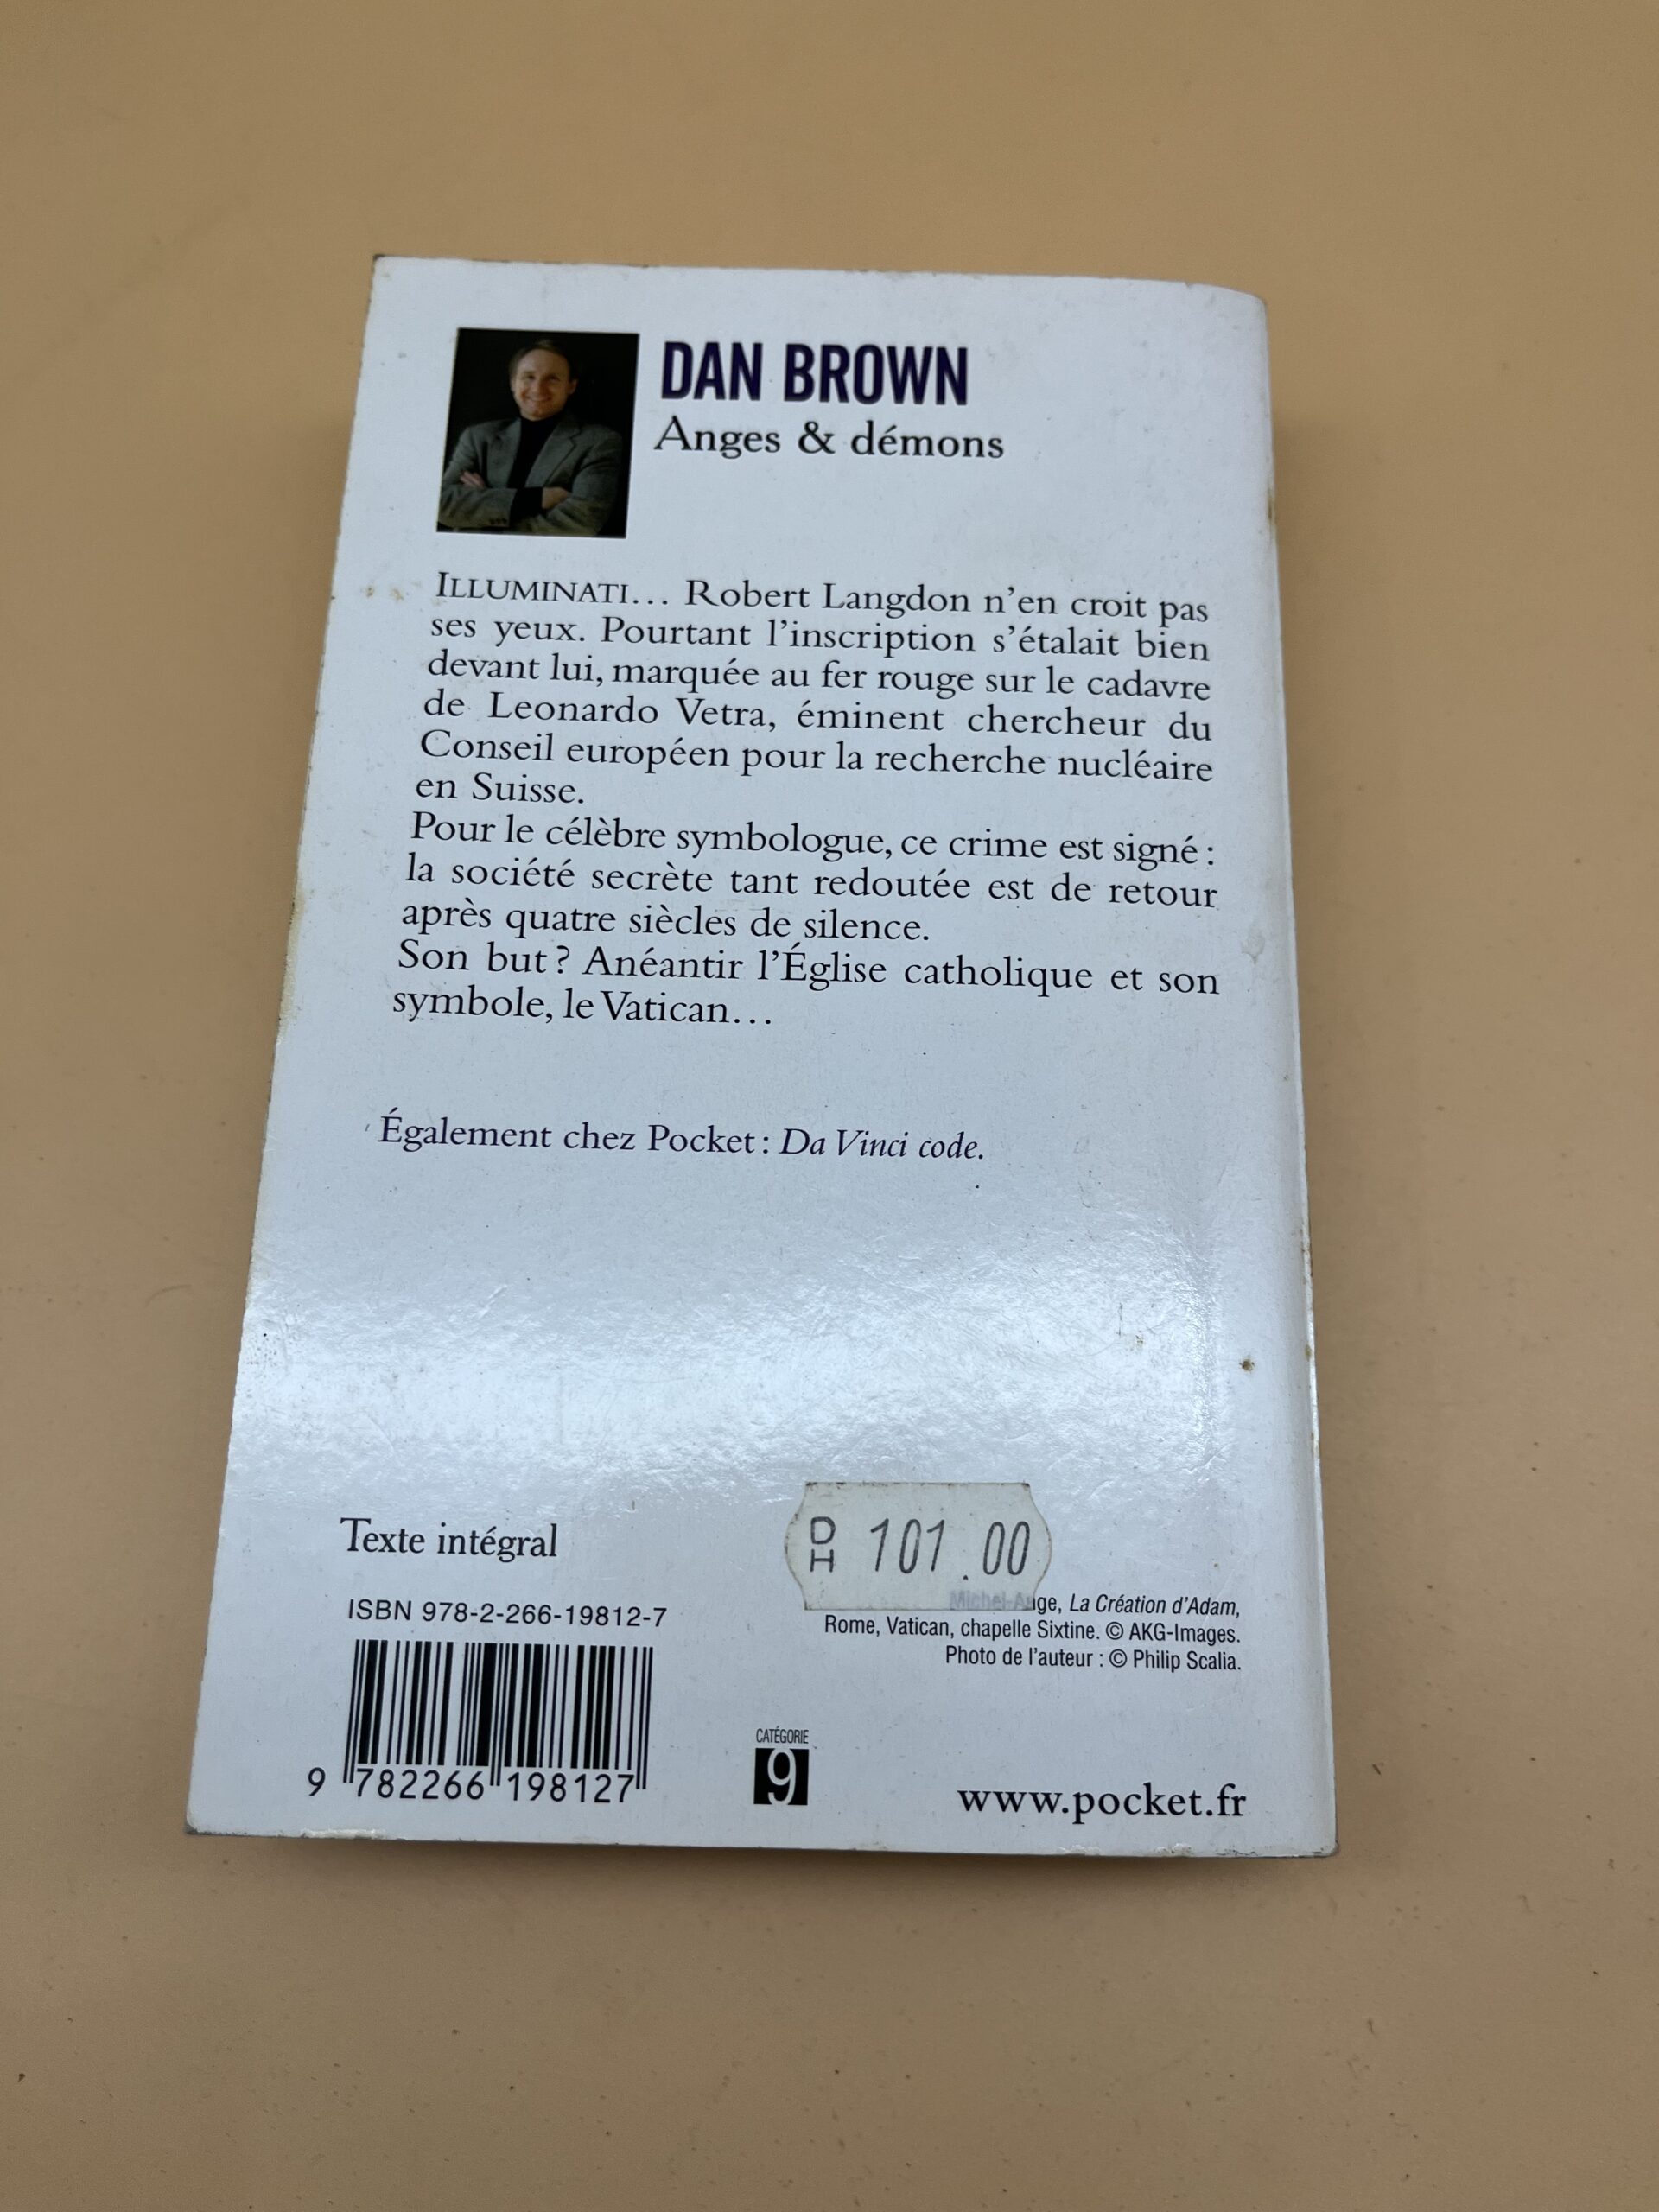 DAN BROWN
Anges & démons
ILLUMINATI... Robert Langdon n'en croit pas
ses yeux. Pourtant l'inscription s'étalait bien
devant lui, marquée au fer rouge sur le cadavre
de Leonardo Vetra, éminent chercheur du
Conseil européen pour la recherche nucléaire
en Suisse.
Pour le célèbre symbologue, ce crime est signé :
la société secrète tant redoutée est de retour
après quatre siècles de silence.
Son but ? Anéantir l'Église catholique et son
symbole, le Vatican...
Également chez Pocket : Da Vinci code.
Texte intégral
DH 101.00
ISBN 978-2-266-19812-7
Michel-Ange, La Création d'Adam,
Rome, Vatican, chapelle Sixtine. © AKG-Images.
Photo de l'auteur : © Philip Scalia.
CATÉGORIE
9
9 782266 198127
www.pocket.fr